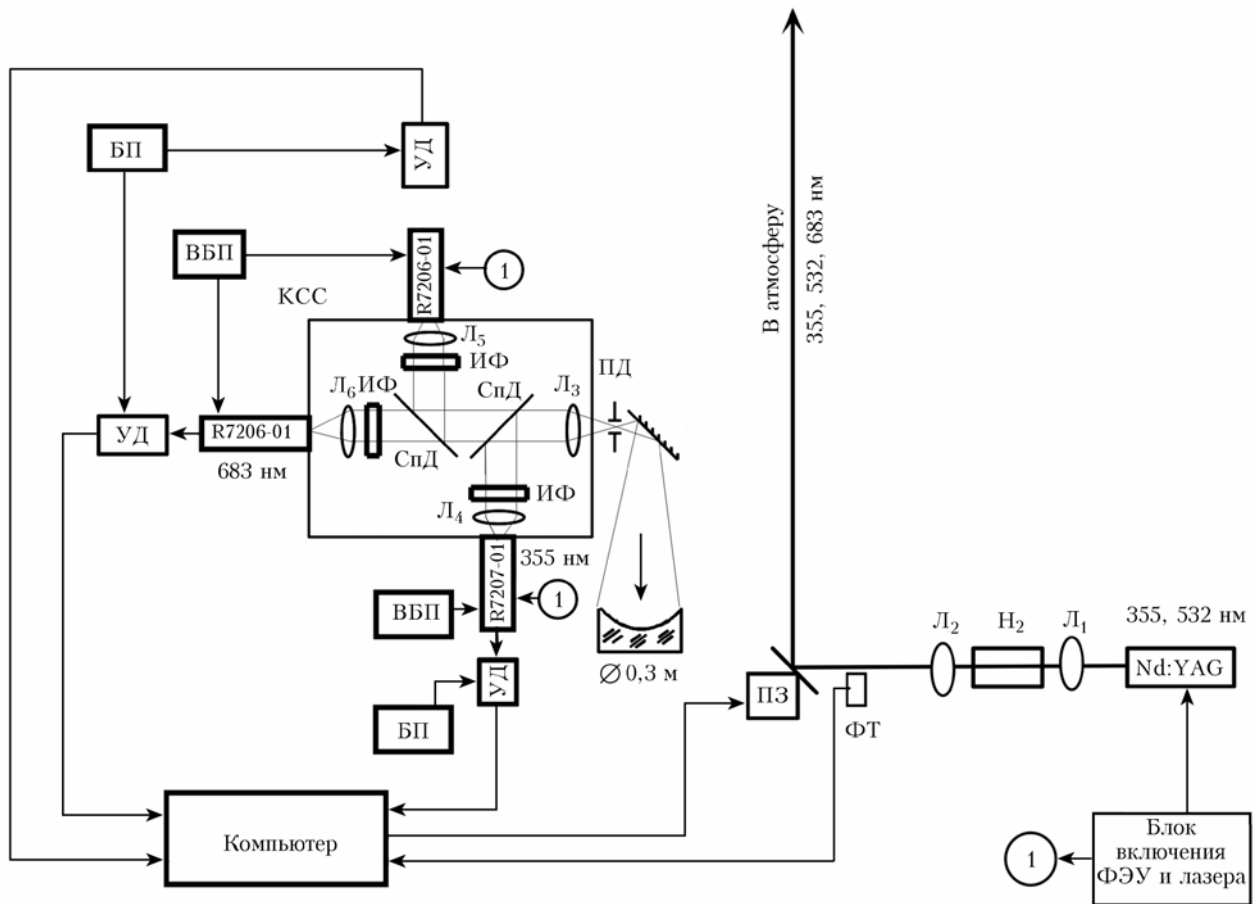 БП
УД
ВБП
R7206-01
1
КСС
Л5
ИФ
ПД
Л6
ИФ
СпД
Л3
УД
R7206-01
683 нм
СпД
ИФ
Л4
355 нм
R7207-01
1
ВБП
УД
БП
Ø 0,3 м
В атмосферу
355, 532, 683 нм
Л2
H2
Л1
355, 532 нм
Nd:YAG
ПЗ
ФТ
Компьютер
1
Блок
включения
ФЭУ и лазера